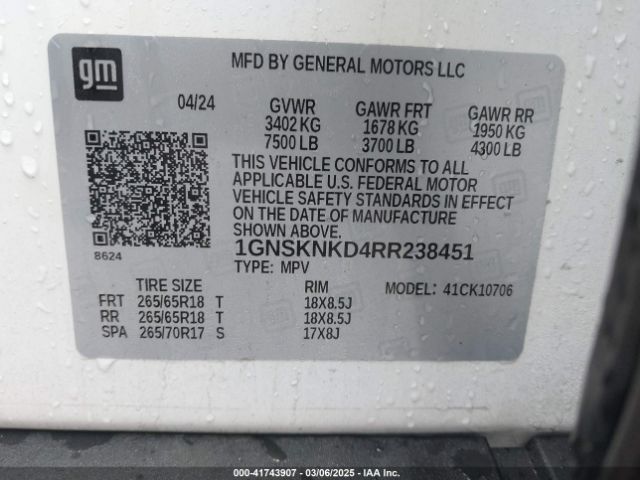 gm
MFD BY GENERAL MOTORS LLC
04/24 GVWR GAWR FRT GAWR RR
3402 KG 1678 KG 1950 KG
7500 LB 3700 LB 4300 LB
THIS VEHICLE CONFORMS TO ALL
APPLICABLE U.S. FEDERAL MOTOR
VEHICLE SAFETY STANDARDS IN EFFECT
ON THE DATE OF MANUFACTURE
SHOWN ABOVE.
8624
1GNSKNKD4RR238451
TYPE: MPV
TIRE SIZE RIM MODEL: 41CK10706
FRT 265/65R18 T 18X8.5J
RR 265/65R18 T 18X8.5J
SPA 265/70R17 S 17X8J
000-41743907 | 03/06/2025 | IAA Inc.